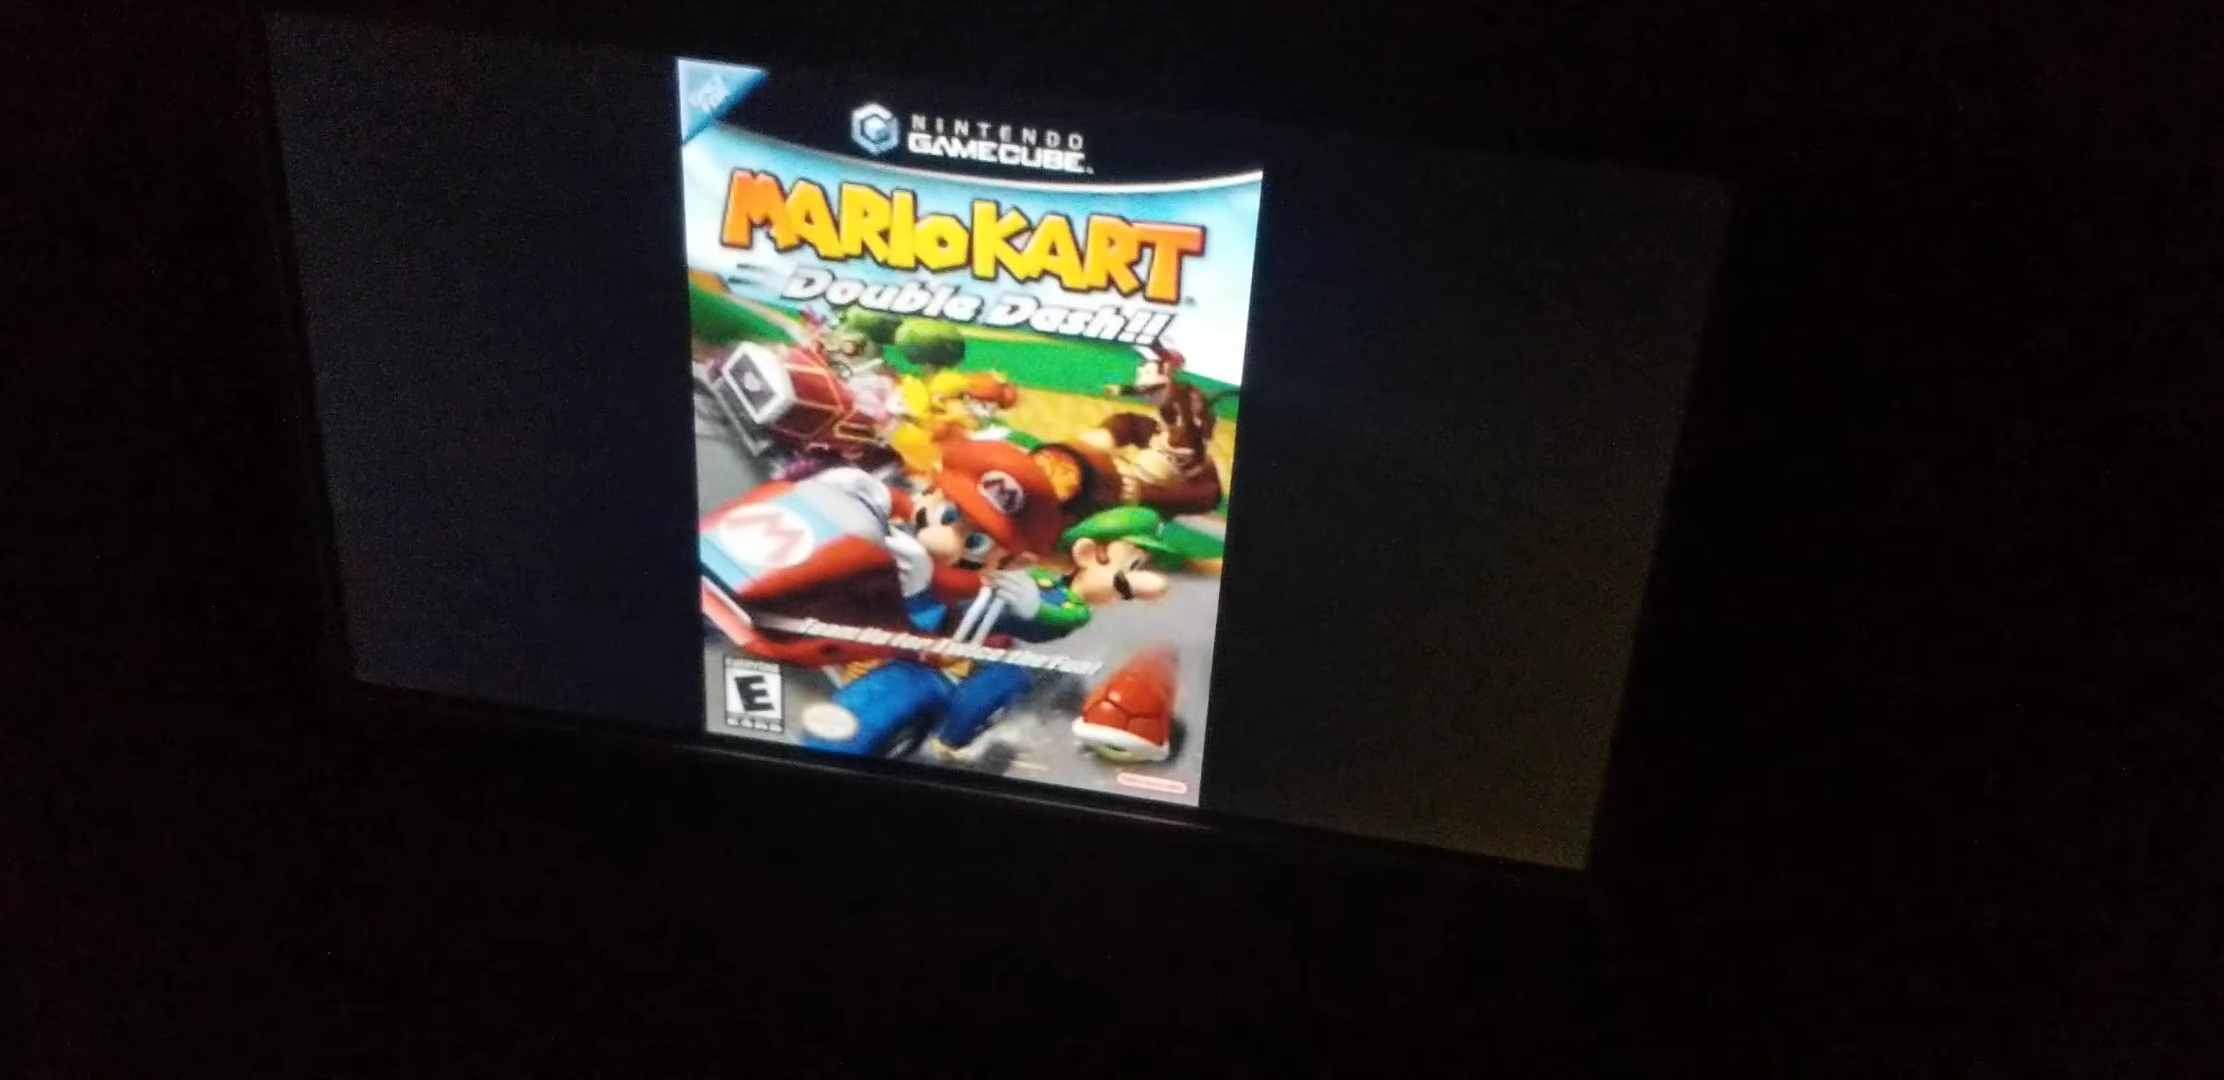 NINTENDO
GAMECUBE
MARIOKART
Double Dash!!
M
M
E